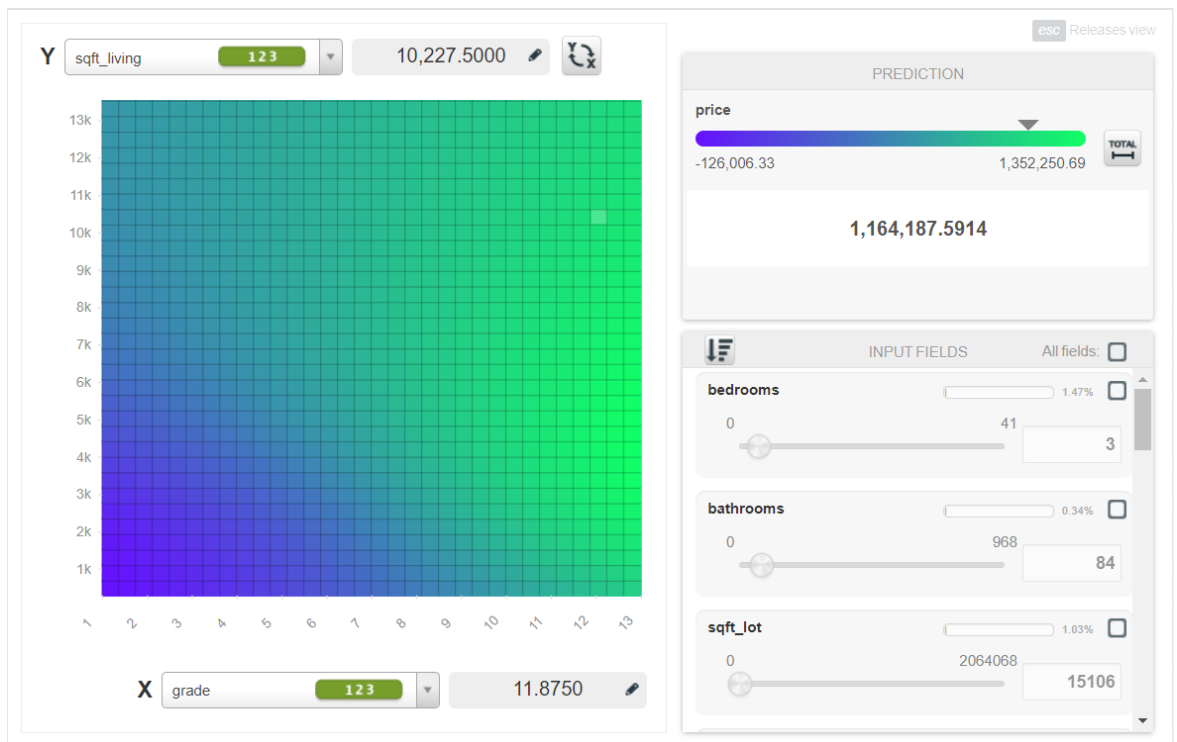 esc Releases view
Y sqft_living 123 10,227.5000 Y X
PREDICTION
price
TOTAL
-126,006.33 1,352,250.69
1,164,187.5914
13k
12k
11k
10k
9k
8k
7k
6k
5k
4k
3k
2k
1k
1 2 3 4 5 6 7 8 9 10 11 12 13
X grade 123 11.8750
INPUT FIELDS All fields:
bedrooms 1.47%
0 41
3
bathrooms 0.34%
0 968
84
sqft_lot 1.03%
0 2064068
15106